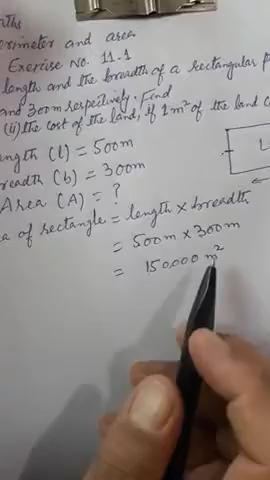 erimeter and area
Exercise No. 11.1
length and the breadth of a rectangular
and 300m respectively. Find
(ii) the cost of the land, if 1m² of the land
ength (l) = 500m
readth (b) = 300m
Area (A) = ?
ea of rectangle = length × breadth
= 500m × 300m
= 150,000 m²